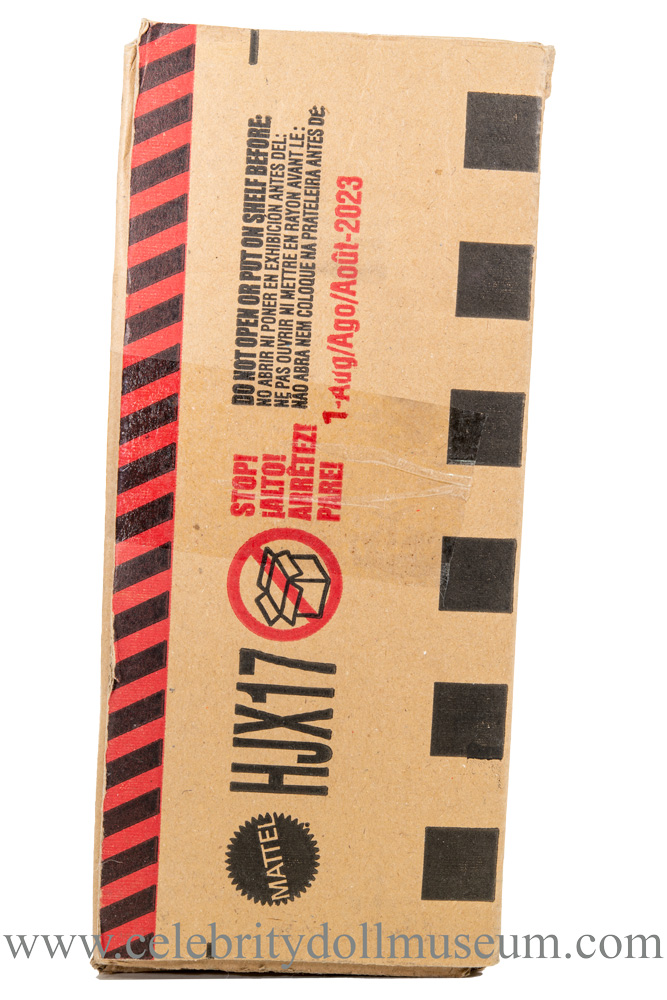 MATTEL
HJX17
STOP!
¡ALTO!
ARRÊTEZ!
PARE!
DO NOT OPEN OR PUT ON SHELF BEFORE:
NO ABRIR NI PONER EN EXHIBICIÓN ANTES DEL:
NE PAS OUVRIR NI METTRE EN RAYON AVANT LE:
NÃO ABRA NEM COLOQUE NA PRATELEIRA ANTES DE:
1-Aug/Ago/Août-2023
www.celebritydollmuseum.com